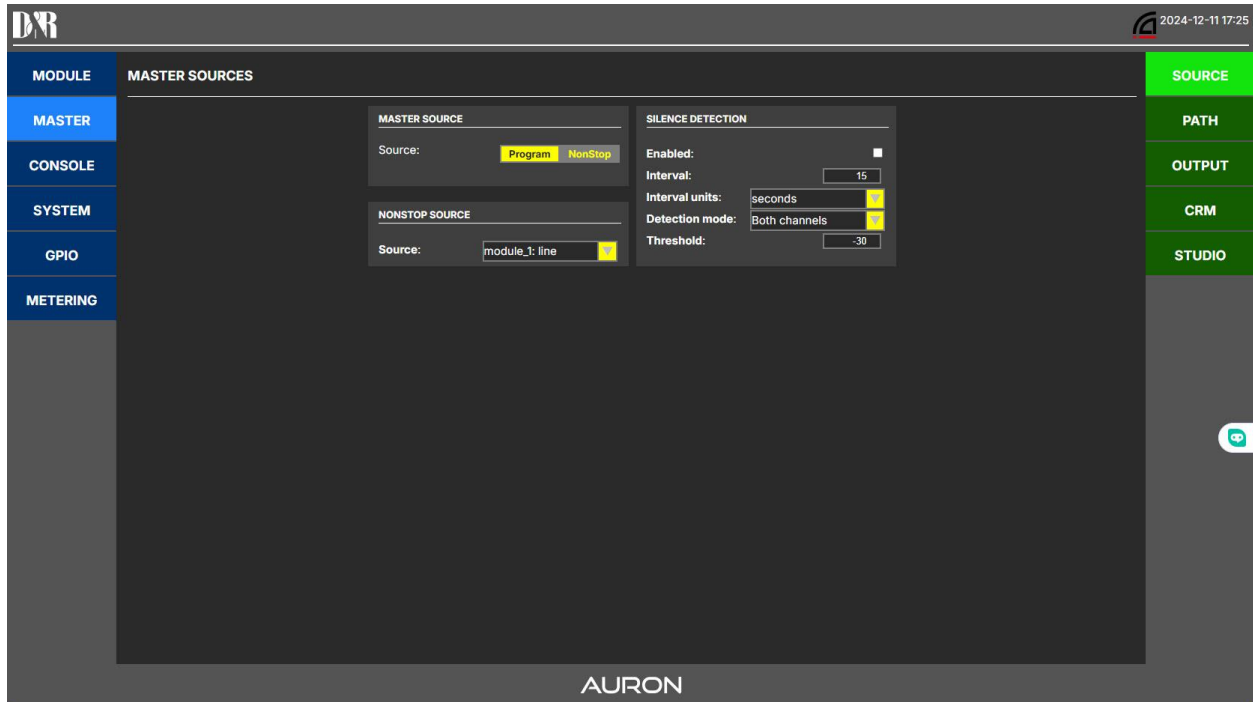 D&R
2024-12-11 17:25
MODULE
MASTER
CONSOLE
SYSTEM
GPIO
METERING
MASTER SOURCES
MASTER SOURCE
Source: Program NonStop
NONSTOP SOURCE
Source: module_1: line
SILENCE DETECTION
Enabled:
Interval: 15
Interval units: seconds
Detection mode: Both channels
Threshold: -30
SOURCE
PATH
OUTPUT
CRM
STUDIO
AURON